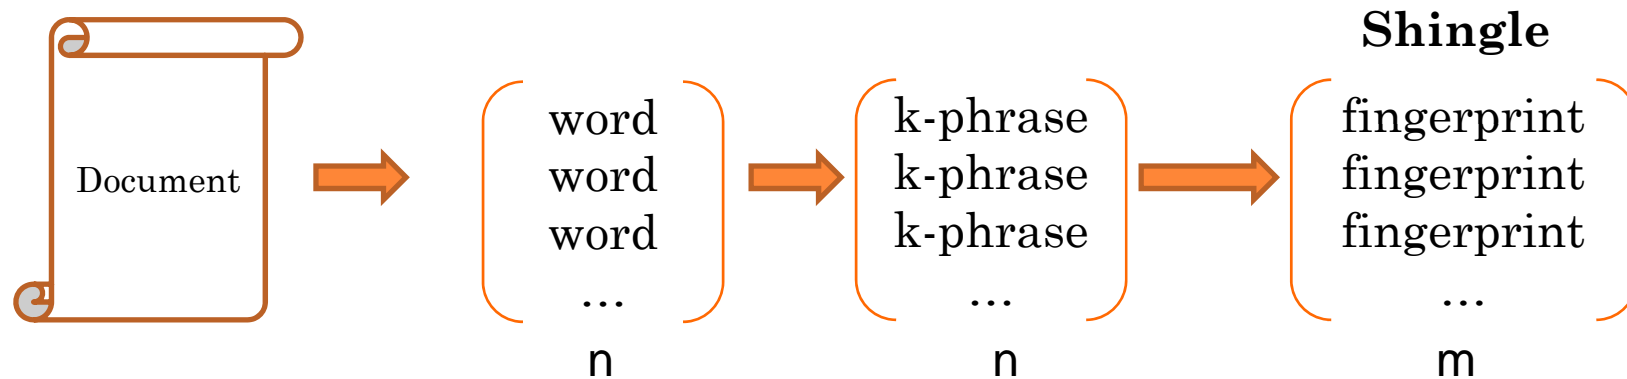 Shingle
Document
word
word
word
...
n
k-phrase
k-phrase
k-phrase
...
n
fingerprint
fingerprint
fingerprint
...
m